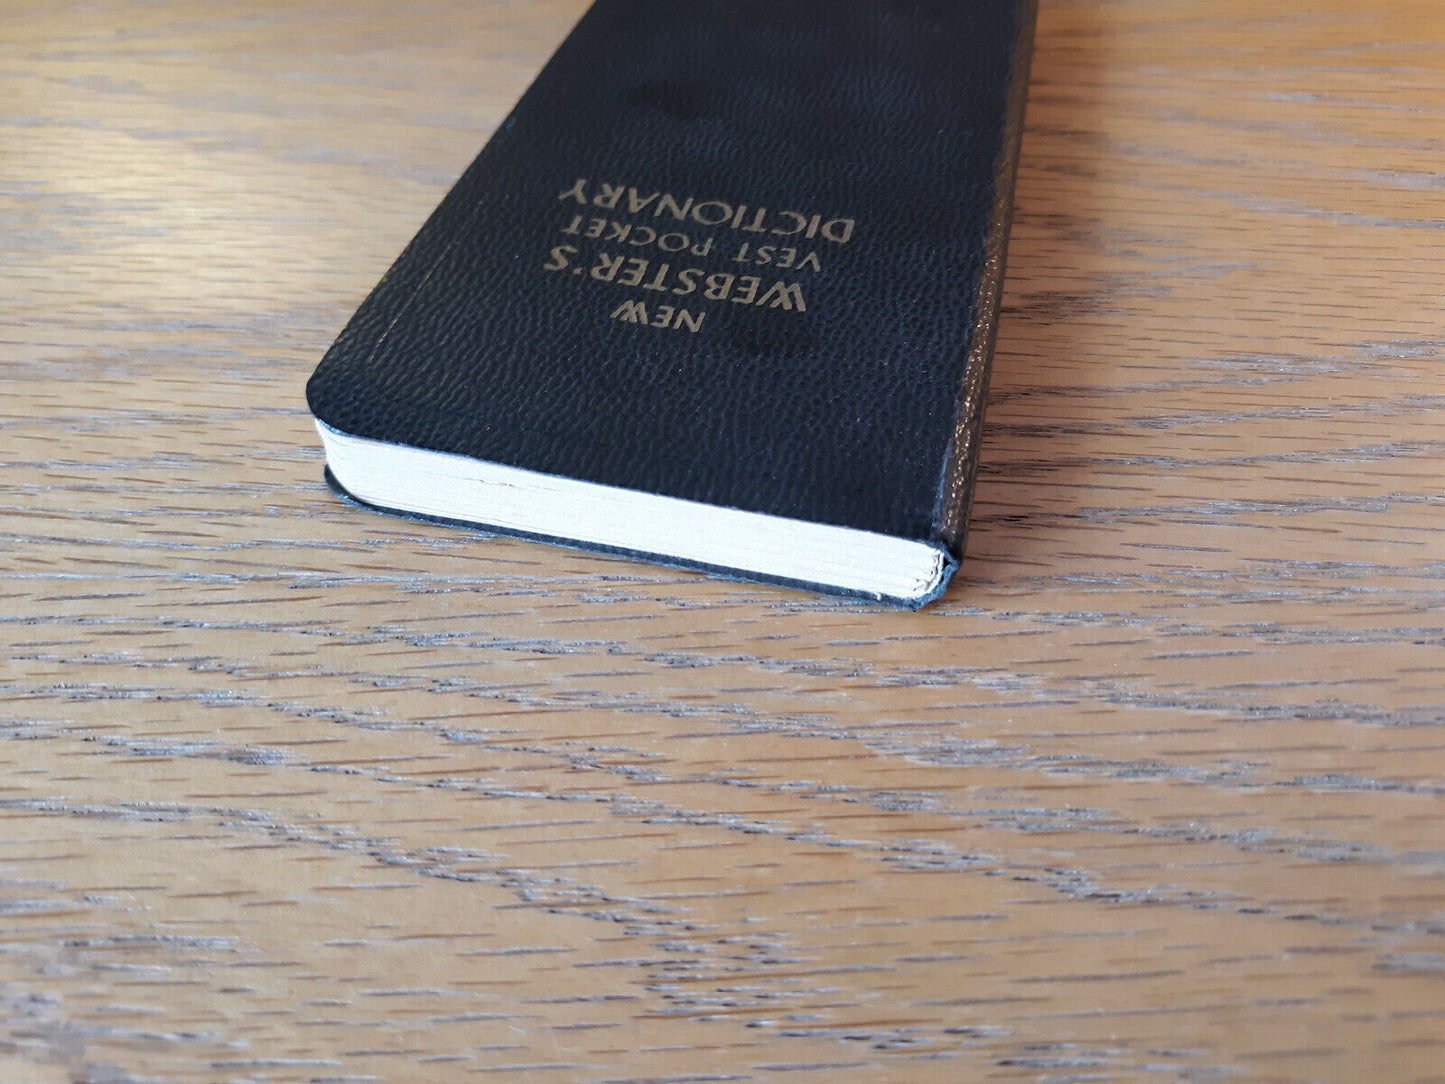 NEW
WEBSTER'S
VEST POCKET
DICTIONARY